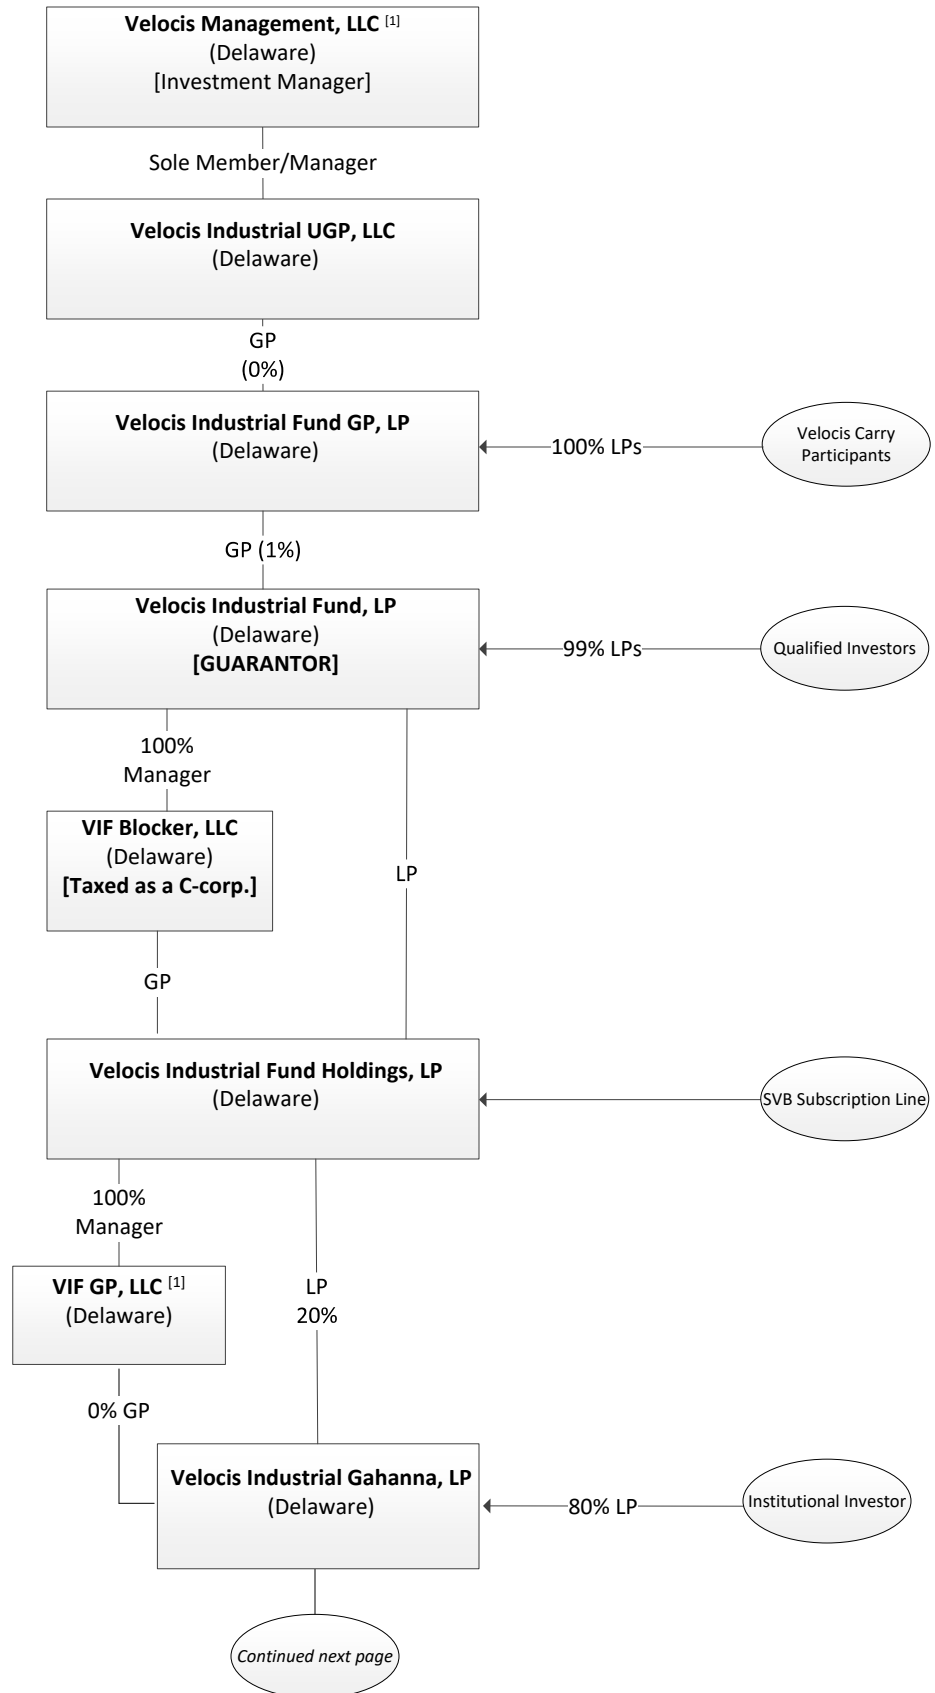 Velocis Management, LLC [1]
(Delaware)
[Investment Manager]
Sole Member/Manager
Velocis Industrial UGP, LLC
(Delaware)
GP
(0%)
Velocis Industrial Fund GP, LP
(Delaware)
100% LPs
Velocis Carry
Participants
GP (1%)
Velocis Industrial Fund, LP
(Delaware)
[GUARANTOR]
99% LPs
Qualified Investors
100%
Manager
VIF Blocker, LLC
(Delaware)
[Taxed as a C-corp.]
LP
GP
Velocis Industrial Fund Holdings, LP
(Delaware)
SVB Subscription Line
100%
Manager
VIF GP, LLC [1]
(Delaware)
LP
20%
0% GP
Velocis Industrial Gahanna, LP
(Delaware)
80% LP
Institutional Investor
Continued next page